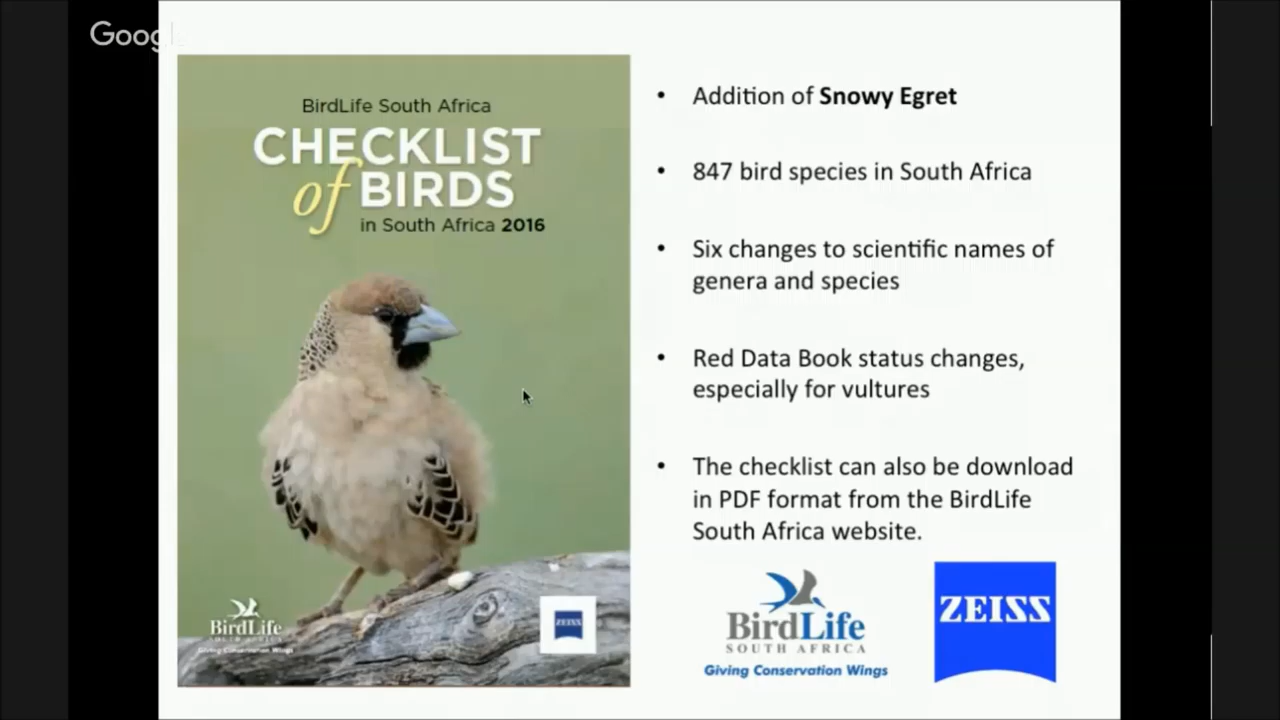 Googl
BirdLife South Africa
CHECKLIST
of BIRDS
in South Africa 2016
BirdLife
SOUTH AFRICA
Giving Conservation Wings
ZEISS
• Addition of Snowy Egret
• 847 bird species in South Africa
• Six changes to scientific names of
genera and species
• Red Data Book status changes,
especially for vultures
• The checklist can also be download
in PDF format from the BirdLife
South Africa website.
BirdLife
SOUTH AFRICA
Giving Conservation Wings
ZEISS